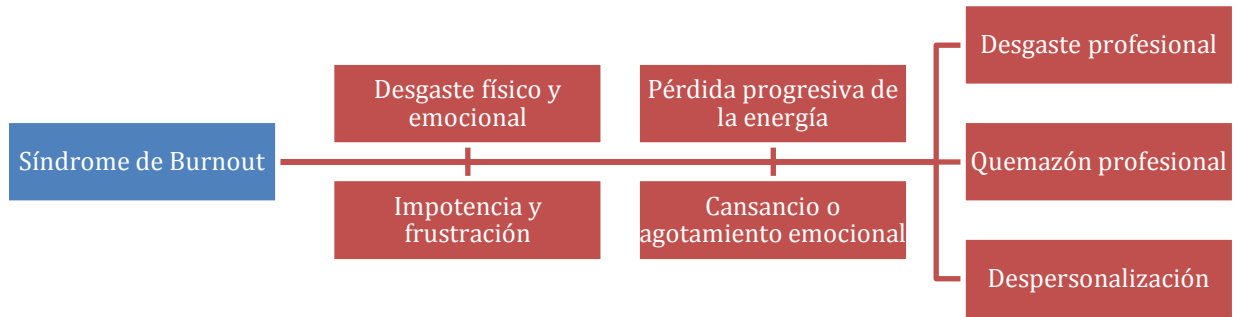 Síndrome de Burnout
Desgaste físico y
emocional
Impotencia y
frustración
Pérdida progresiva de
la energía
Cansancio o
agotamiento emocional
Desgaste profesional
Quemazón profesional
Despersonalización